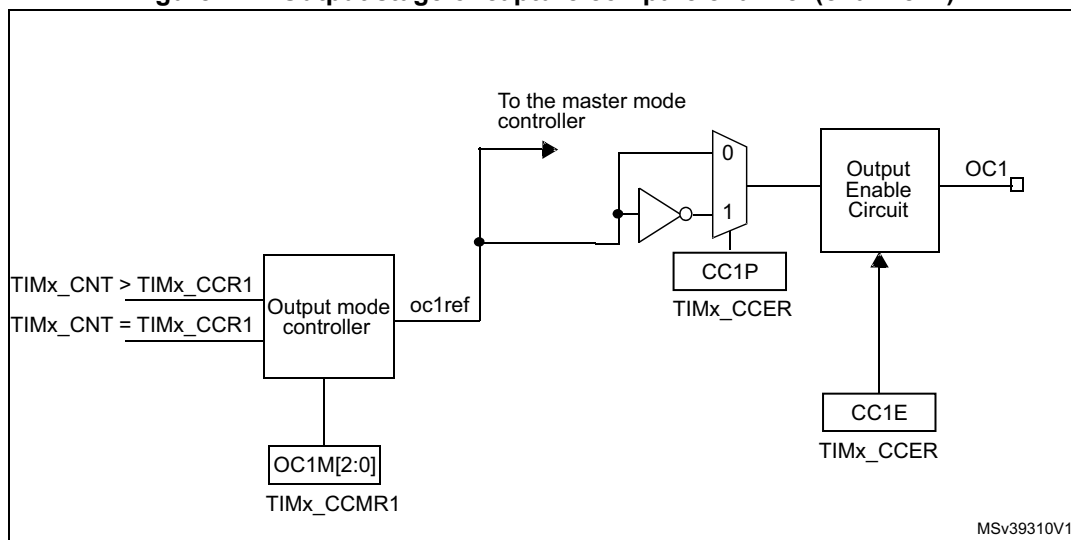 To the master mode
controller
0
1
Output
Enable
Circuit
OC1
CC1P
TIMx_CCER
TIMx_CNT > TIMx_CCR1
TIMx_CNT = TIMx_CCR1
Output mode
controller
oc1ref
CC1E
TIMx_CCER
OC1M[2:0]
TIMx_CCMR1
MSv39310V1